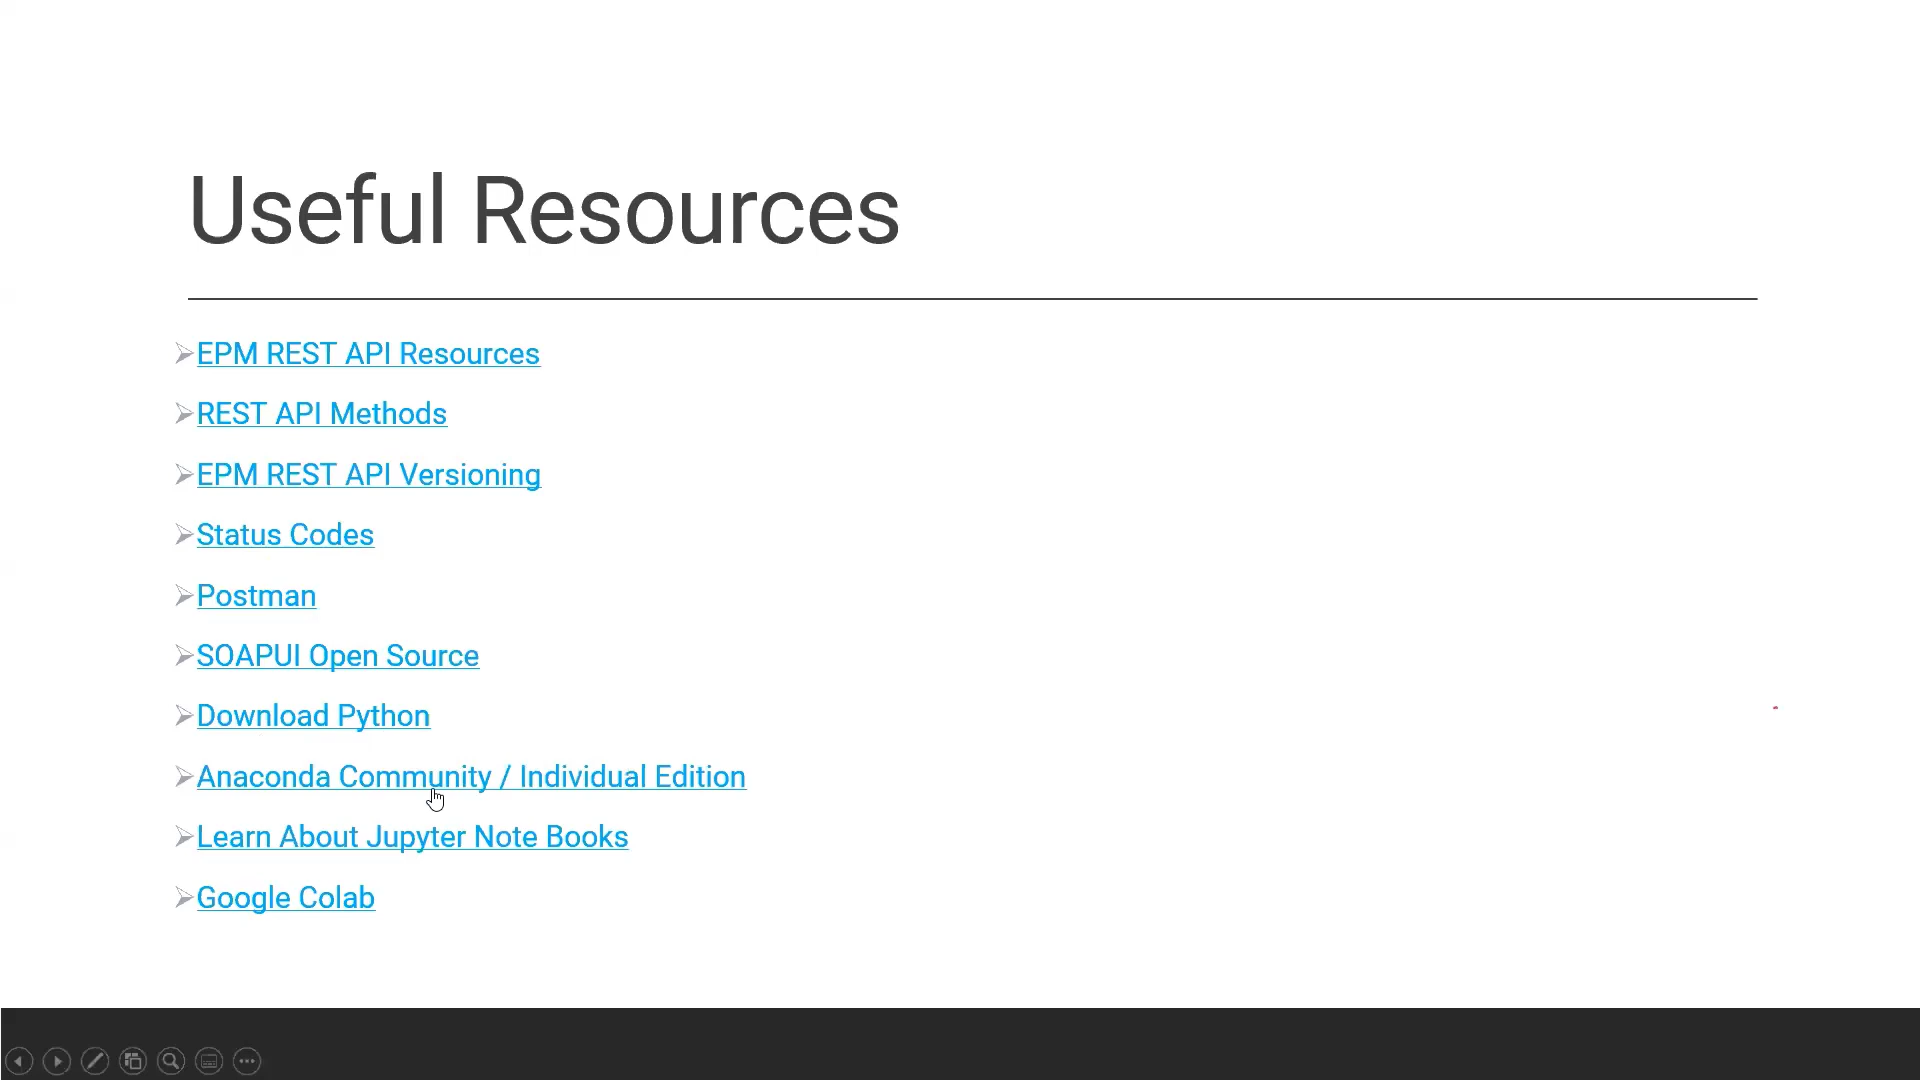 Useful Resources
EPM REST API Resources
REST API Methods
EPM REST API Versioning
Status Codes
Postman
SOAPUI Open Source
Download Python
Anaconda Community / Individual Edition
Learn About Jupyter Note Books
Google Colab